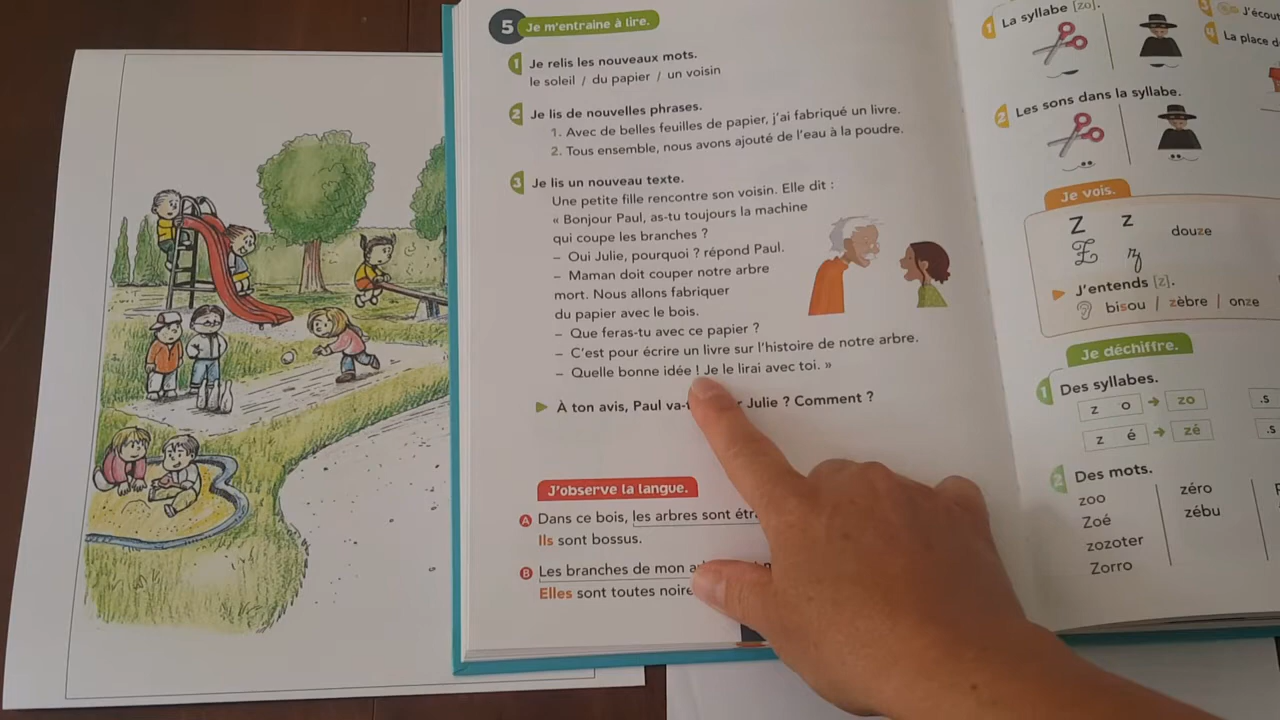 5 Je m'entraine à lire.
1 Je relis les nouveaux mots.
le soleil / du papier / un voisin
2 Je lis de nouvelles phrases.
1. Avec de belles feuilles de papier, j'ai fabriqué un livre.
2. Tous ensemble, nous avons ajouté de l'eau à la poudre.
3 Je lis un nouveau texte.
Une petite fille rencontre son voisin. Elle dit :
« Bonjour Paul, as-tu toujours la machine
qui coupe les branches ?
– Oui Julie, pourquoi ? répond Paul.
– Maman doit couper notre arbre
mort. Nous allons fabriquer
du papier avec le bois.
– Que feras-tu avec ce papier ?
– C'est pour écrire un livre sur l'histoire de notre arbre.
– Quelle bonne idée ! Je le lirai avec toi. »
À ton avis, Paul Julie ? Comment ?
J'observe la langue.
A Dans ce bois, les arbres sont
Ils sont bossus.
B Les branches de mon
Elles sont toutes
1 La syllabe [zo].
2 Les sons dans la syllabe.
3 J'écout
4 La place d
Je vois.
Z z
Z z
douze
J'entends [z].
bisou | zèbre | onze
Je déchiffre.
1 Des syllabes.
z o → zo
z é → zé
.s
.s
2 Des mots.
zoo
Zoé
zozoter
Zorro
zéro
zébu